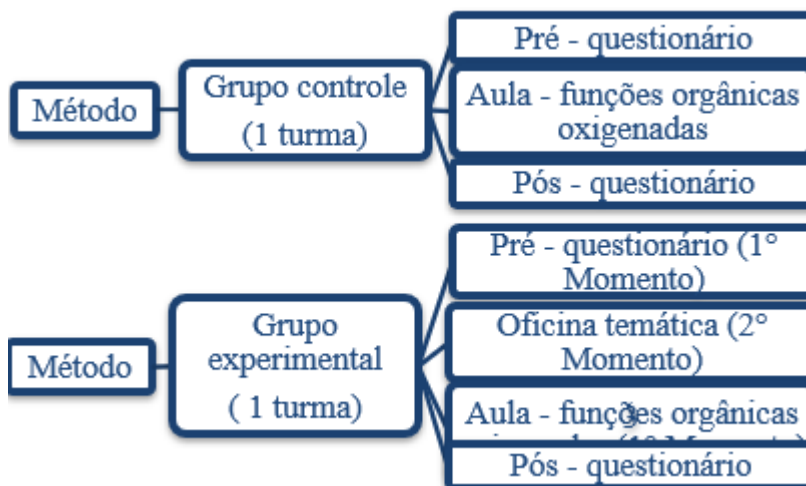 Pré - questionário
Grupo controle
Método
(1 turma)
Aula - funções orgânicas
oxigenadas
Pós - questionário
Pré - questionário (1°
Momento)
Grupo
experimental
Método
( 1 turma)
Oficina temática (2°
Momento)
Aula - funções orgânicas
Pós - questionário